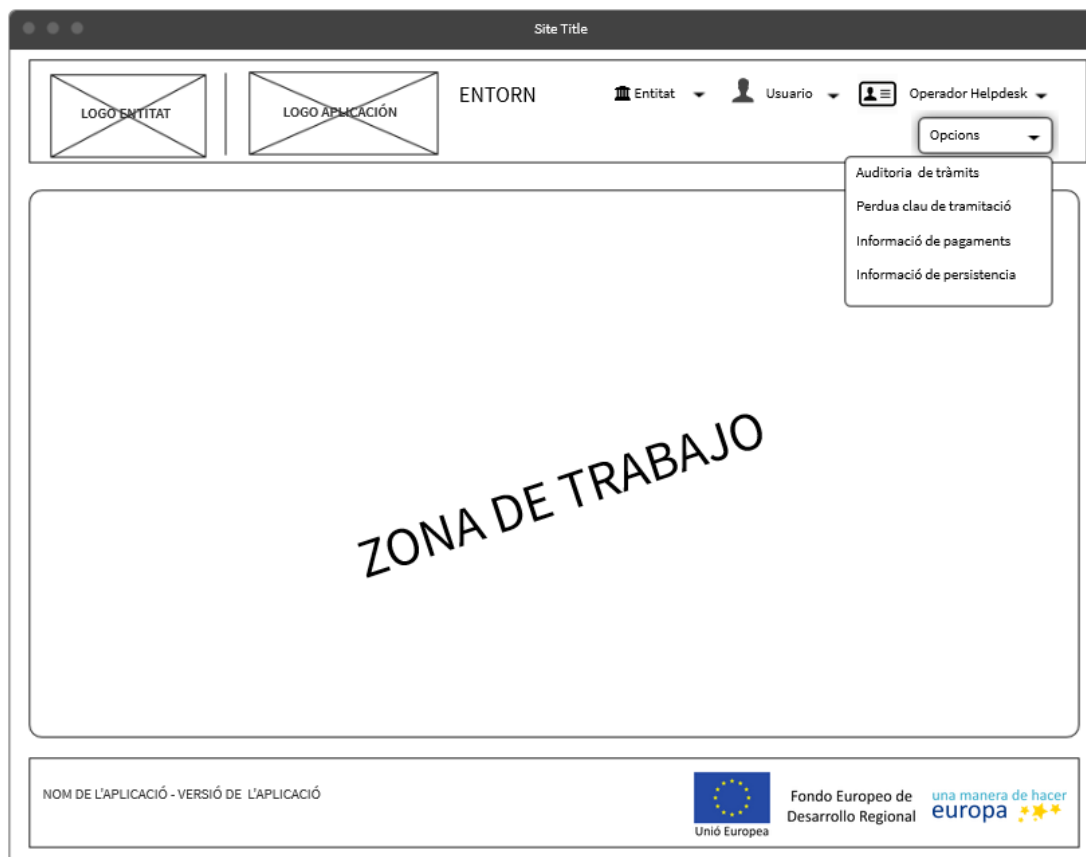 Site Title
LOGO ENTITAT
LOGO APLICACIÓN
ENTORN
Entitat
Usuario
Operador Helpdesk
Opcions
Auditoria de tràmits
Perdua clau de tramitació
Informació de pagaments
Informació de persistencia
ZONA DE TRABAJO
NOM DE L'APLICACIÓ - VERSIÓ DE L'APLICACIÓ
Unió Europea
Fondo Europeo de
Desarrollo Regional
una manera de hacer
europa